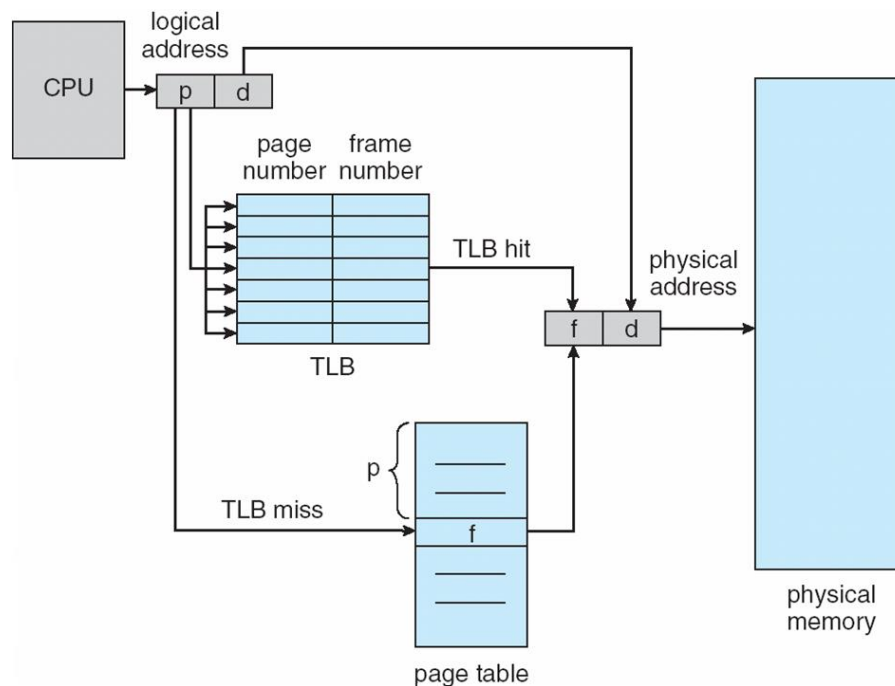 logical
address
CPU
p
d
page
number
frame
number
TLB hit
physical
address
f
d
TLB
p
TLB miss
f
page table
physical
memory